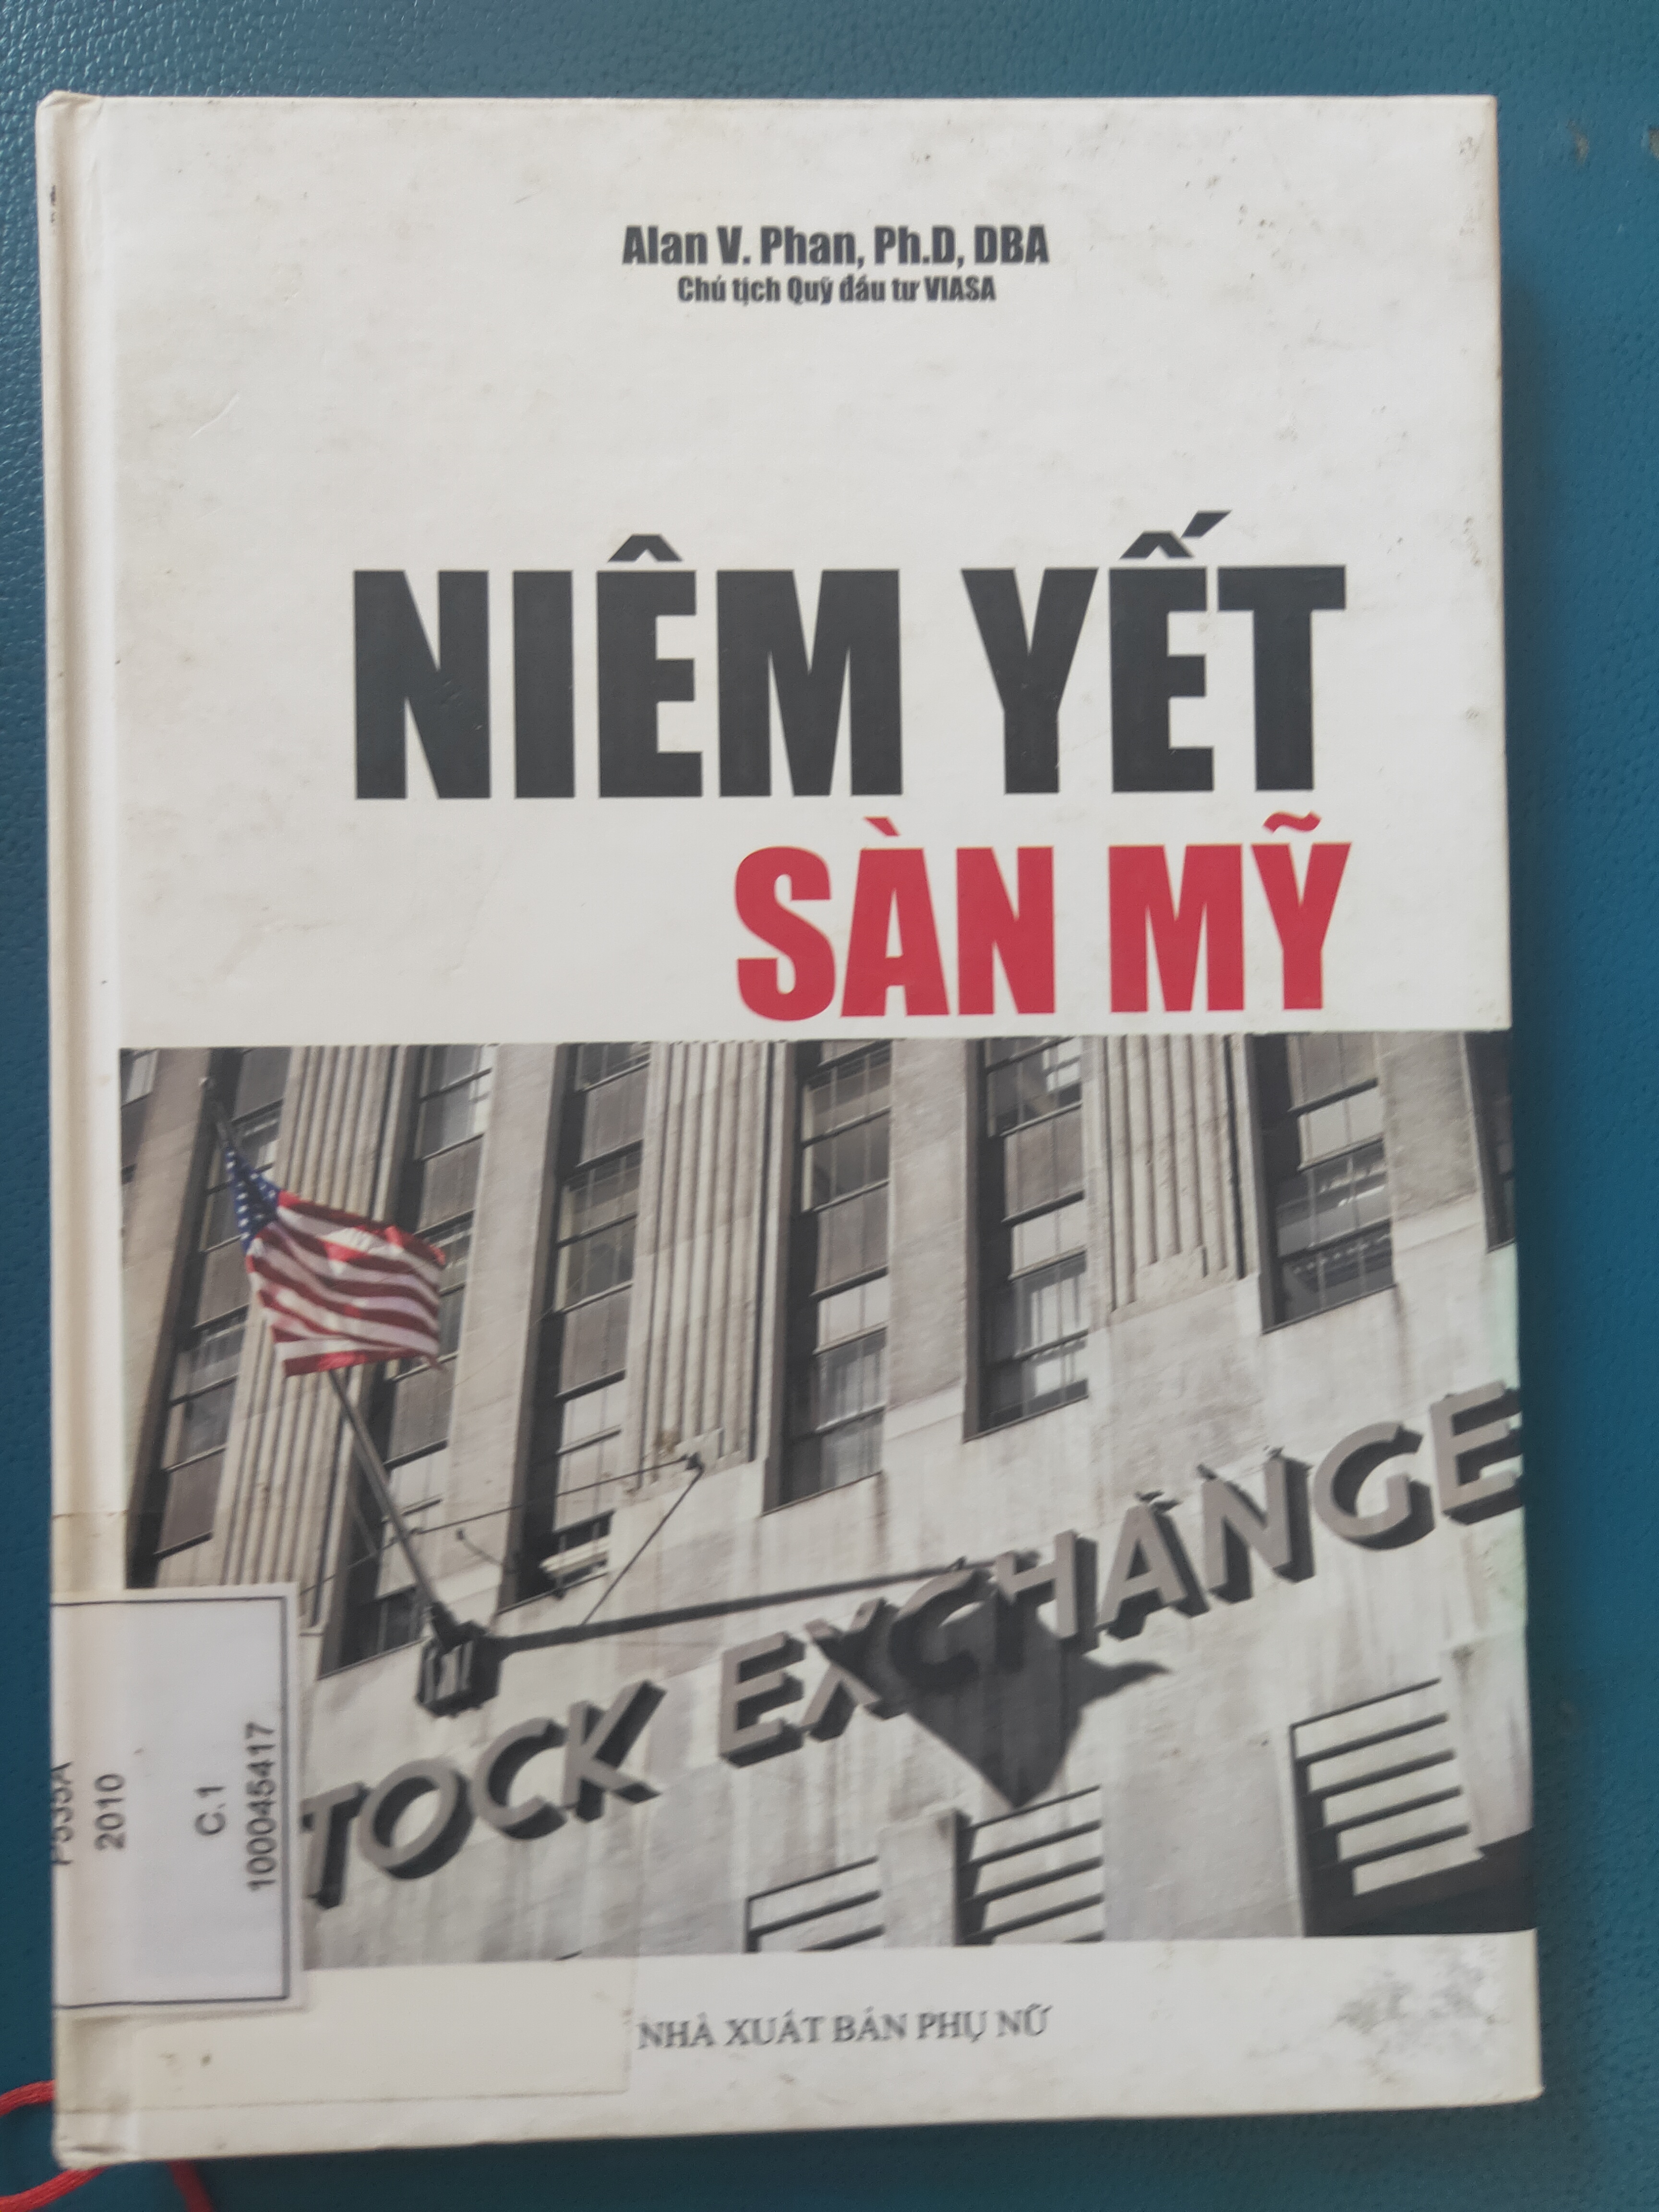 Alan V. Phan, Ph.D, DBA
Chủ tịch Quỹ đầu tư VIASA
NIÊM YẾT
SÀN MỸ
TOCK EXCHANGE
2010
C.1
10045417
NHÀ XUẤT BẢN PHỤ NỮ